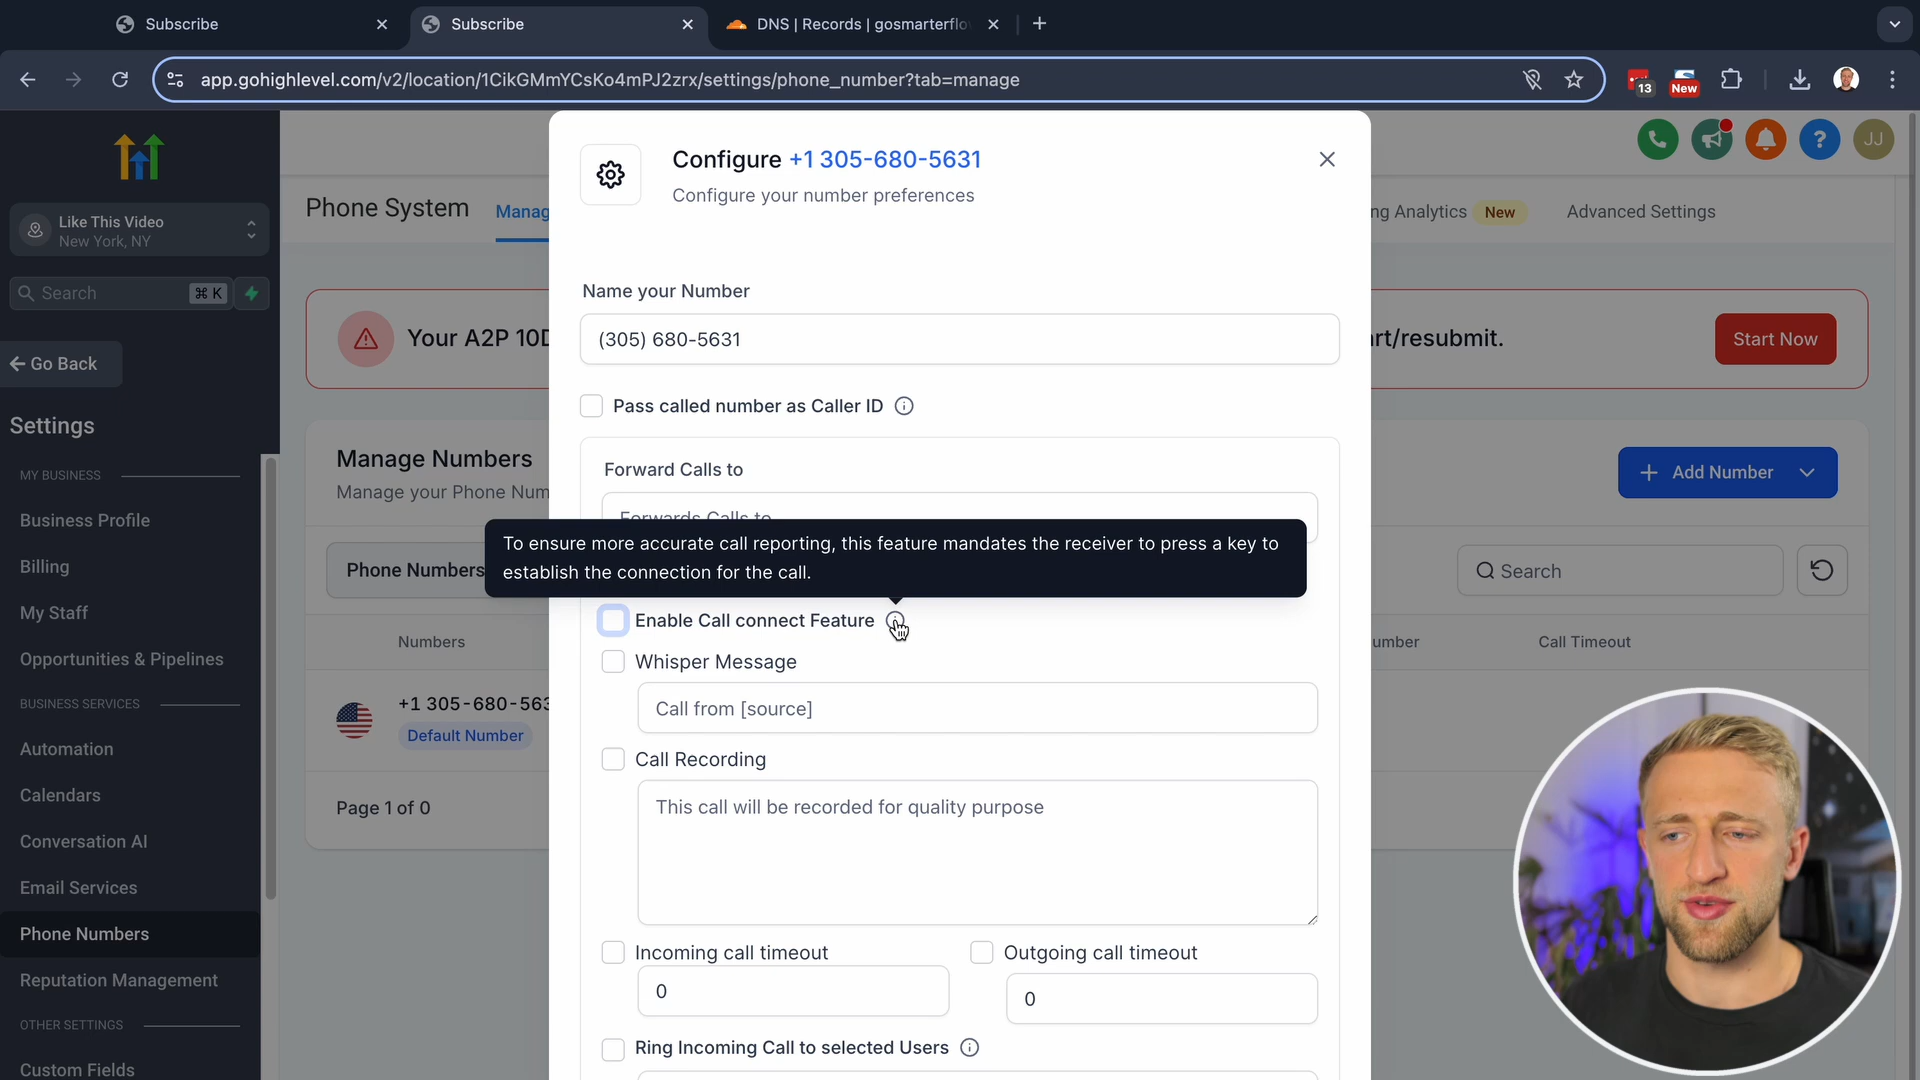 Subscribe
Subscribe
DNS | Records | gosmarterflo
app.gohighlevel.com/v2/location/1CikGMmYCsKo4mPJ2zrx/settings/phone_number?tab=manage
13
New
Like This Video
New York, NY
Search
⌘ K
Go Back
Settings
MY BUSINESS
Business Profile
Billing
My Staff
Opportunities & Pipelines
BUSINESS SERVICES
Automation
Calendars
Conversation AI
Email Services
Phone Numbers
Reputation Management
OTHER SETTINGS
Custom Fields
JJ
Phone System
Manag
ng Analytics
New
Advanced Settings
Your A2P 10D
rt/resubmit.
Start Now
Manage Numbers
Manage your Phone Num
Add Number
Phone Numbers
Search
Numbers
umber
Call Timeout
+1 305-680-563
Default Number
Page 1 of 0
Configure +1 305-680-5631
Configure your number preferences
Name your Number
(305) 680-5631
Pass called number as Caller ID
Forward Calls to
Forwards Calls to
To ensure more accurate call reporting, this feature mandates the receiver to press a key to
establish the connection for the call.
Enable Call connect Feature
Whisper Message
Call from [source]
Call Recording
This call will be recorded for quality purpose
Incoming call timeout
0
Outgoing call timeout
0
Ring Incoming Call to selected Users